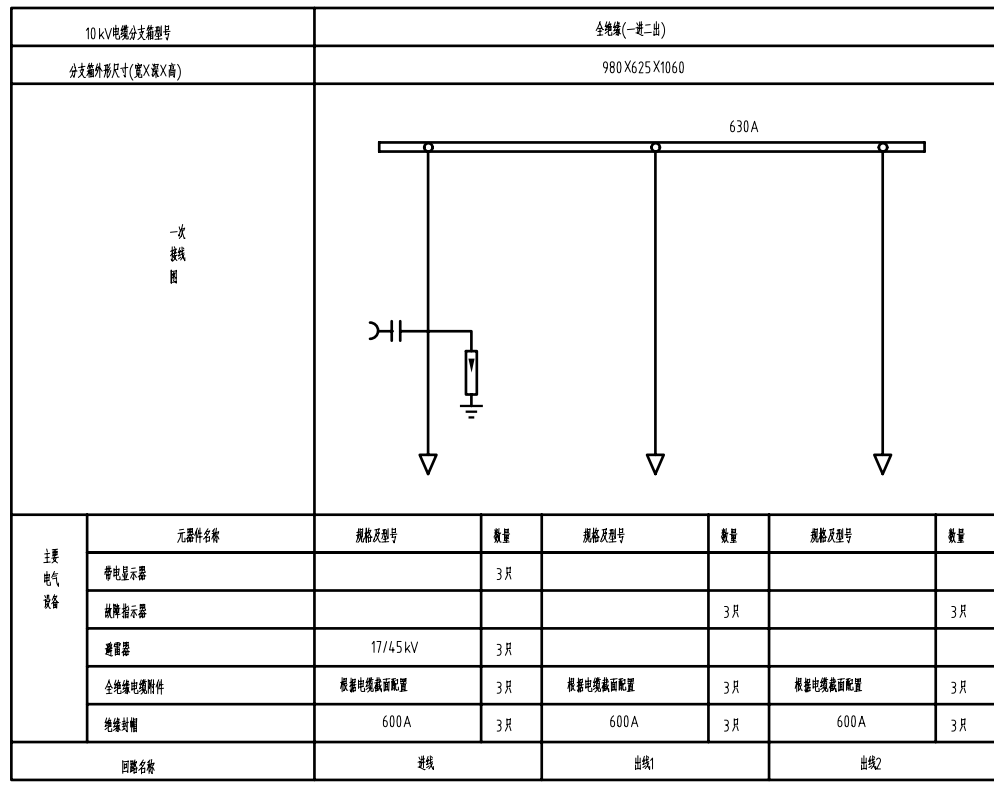 10kV电缆分支箱型号 全绝缘(一进二出)
分支箱外形尺寸(宽X深X高) 980X625X1060
630A
一次
接线
图
主要
电气
设备
元器件名称 规格及型号 数量 规格及型号 数量 规格及型号 数量
带电显示器 3只
故障指示器 3只 3只
避雷器 17/45kV 3只
全绝缘电缆附件 根据电缆截面配置 3只 根据电缆截面配置 3只 根据电缆截面配置 3只
绝缘封帽 600A 3只 600A 3只 600A 3只
回路名称 进线 出线1 出线2